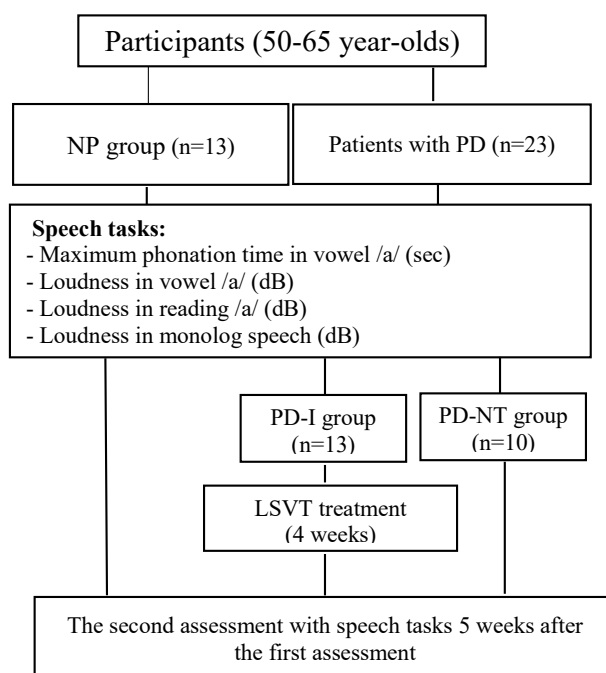 Participants (50-65 year-olds)
NP group (n=13)
Patients with PD (n=23)
Speech tasks:
- Maximum phonation time in vowel /a/ (sec)
- Loudness in vowel /a/ (dB)
- Loudness in reading /a/ (dB)
- Loudness in monolog speech (dB)
PD-I group
(n=13)
PD-NT group
(n=10)
LSVT treatment
(4 weeks)
The second assessment with speech tasks 5 weeks after
the first assessment